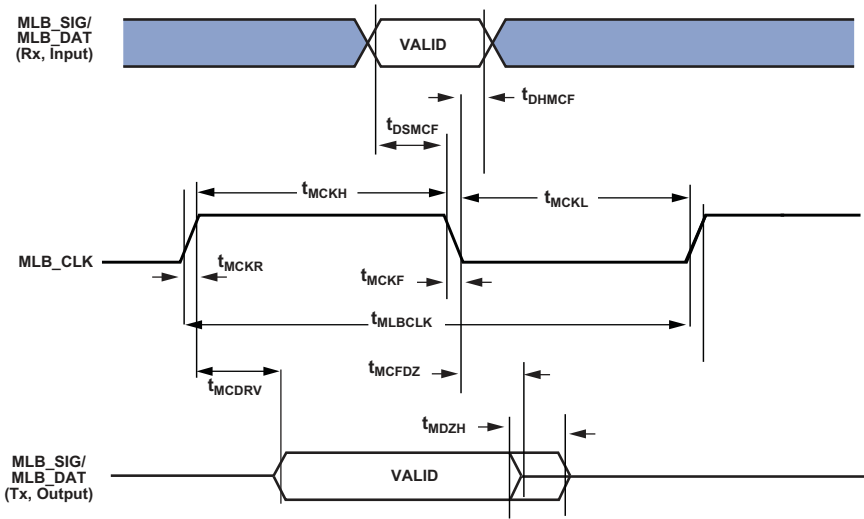 MLB_SIG/
MLB_DAT
(Rx, Input)
VALID
tDHMCF
tDSMCF
tMCKH
tMCKL
MLB_CLK
tMCKR
tMCKF
tMLBCLK
tMCFDZ
tMCDRV
tMDZH
MLB_SIG/
MLB_DAT
(Tx, Output)
VALID